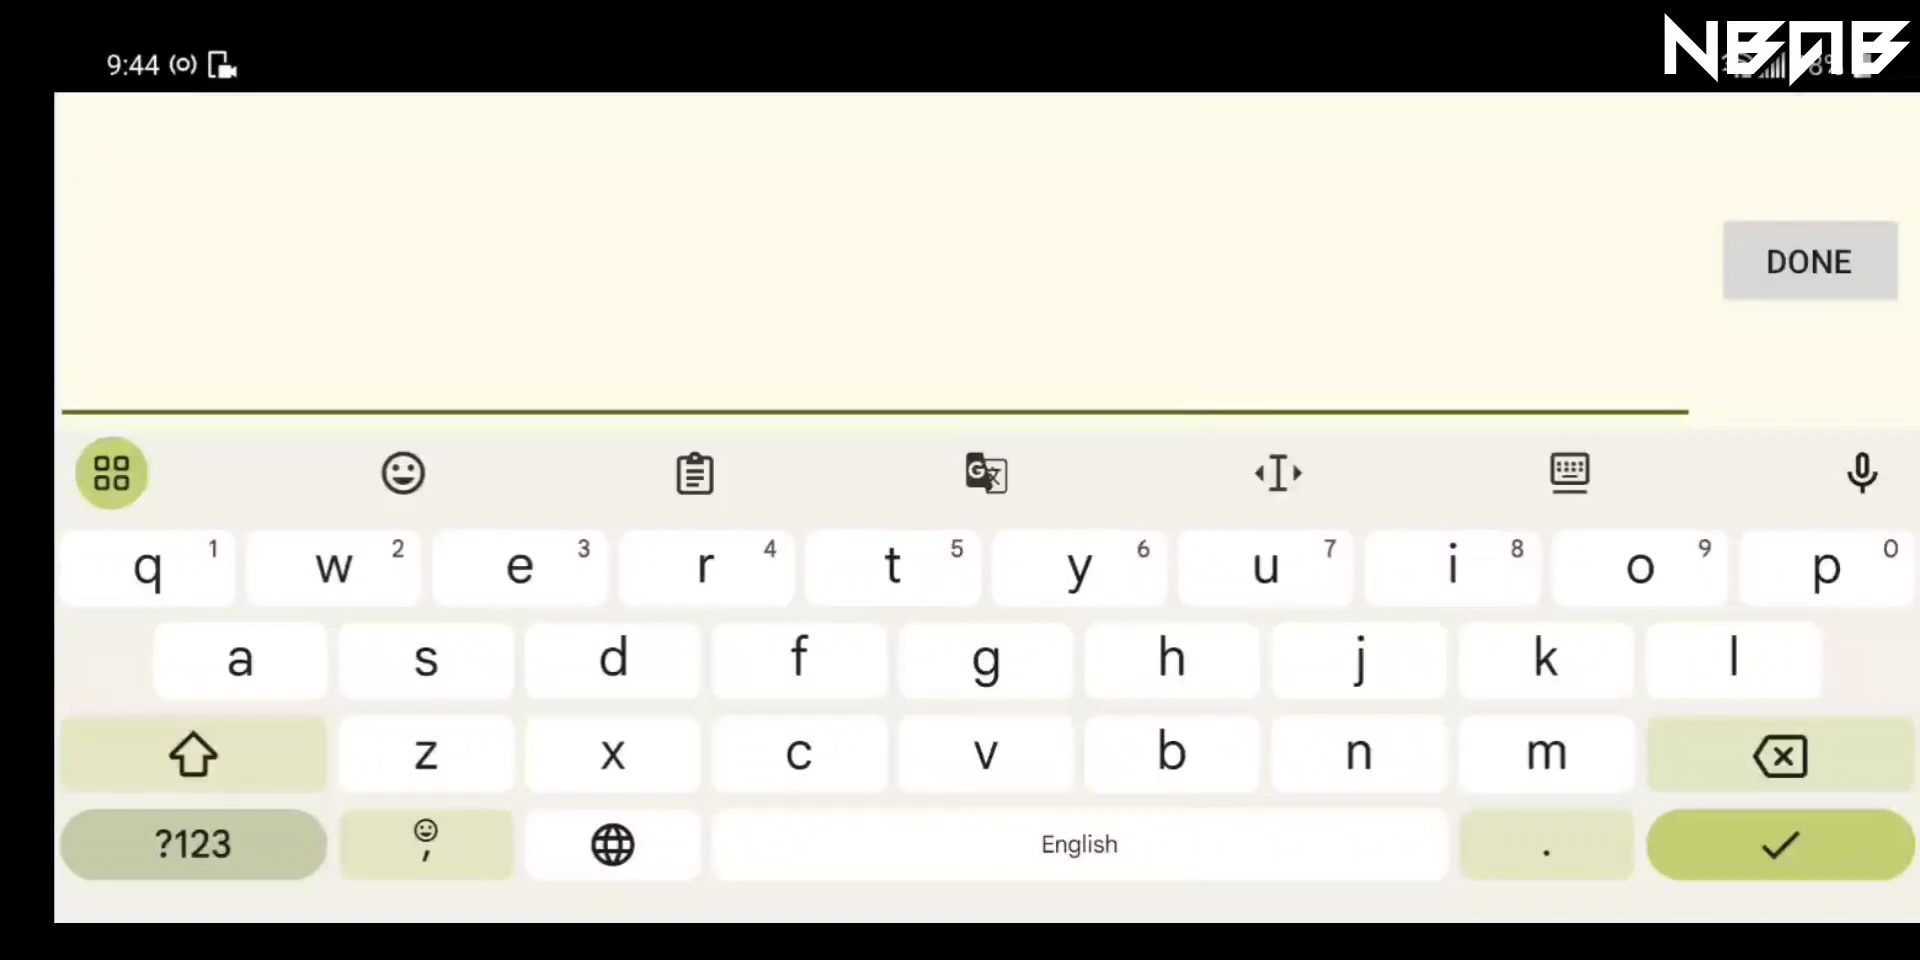 9:44
NBAB
DONE
q 1 w 2 e 3 r 4 t 5 y 6 u 7 i 8 o 9 p 0
a s d f g h j k l
z x c v b n m
?123 , English .